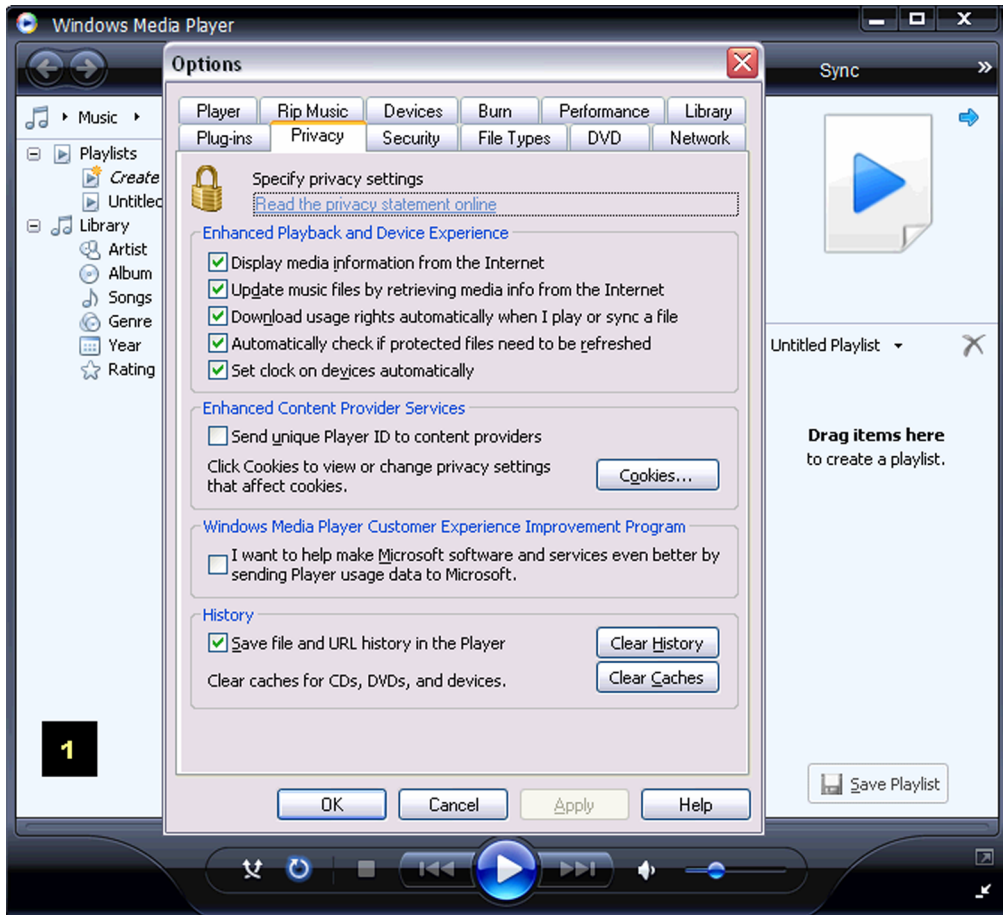 Windows Media Player
Options
Sync
Player
Rip Music
Devices
Burn
Performance
Library
Plug-ins
Privacy
Security
File Types
DVD
Network
Music
Playlists
Create
Untitled
Library
Artist
Album
Songs
Genre
Year
Rating
Specify privacy settings
Read the privacy statement online
Enhanced Playback and Device Experience
Display media information from the Internet
Update music files by retrieving media info from the Internet
Download usage rights automatically when I play or sync a file
Automatically check if protected files need to be refreshed
Set clock on devices automatically
Enhanced Content Provider Services
Send unique Player ID to content providers
Click Cookies to view or change privacy settings
that affect cookies.
Cookies...
Windows Media Player Customer Experience Improvement Program
I want to help make Microsoft software and services even better by
sending Player usage data to Microsoft.
History
Save file and URL history in the Player
Clear History
Clear caches for CDs, DVDs, and devices.
Clear Caches
Untitled Playlist
Drag items here
to create a playlist.
1
Save Playlist
OK
Cancel
Apply
Help